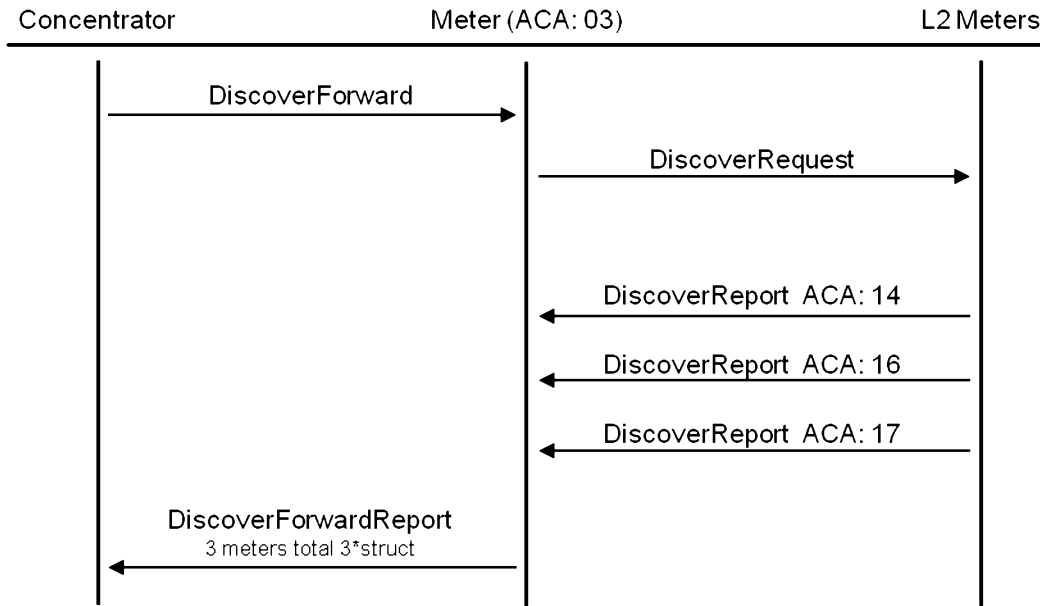 Concentrator Meter (ACA: 03) L2 Meters
DiscoverForward
DiscoverRequest
DiscoverReport ACA: 14
DiscoverReport ACA: 16
DiscoverReport ACA: 17
DiscoverForwardReport
3 meters total 3*struct